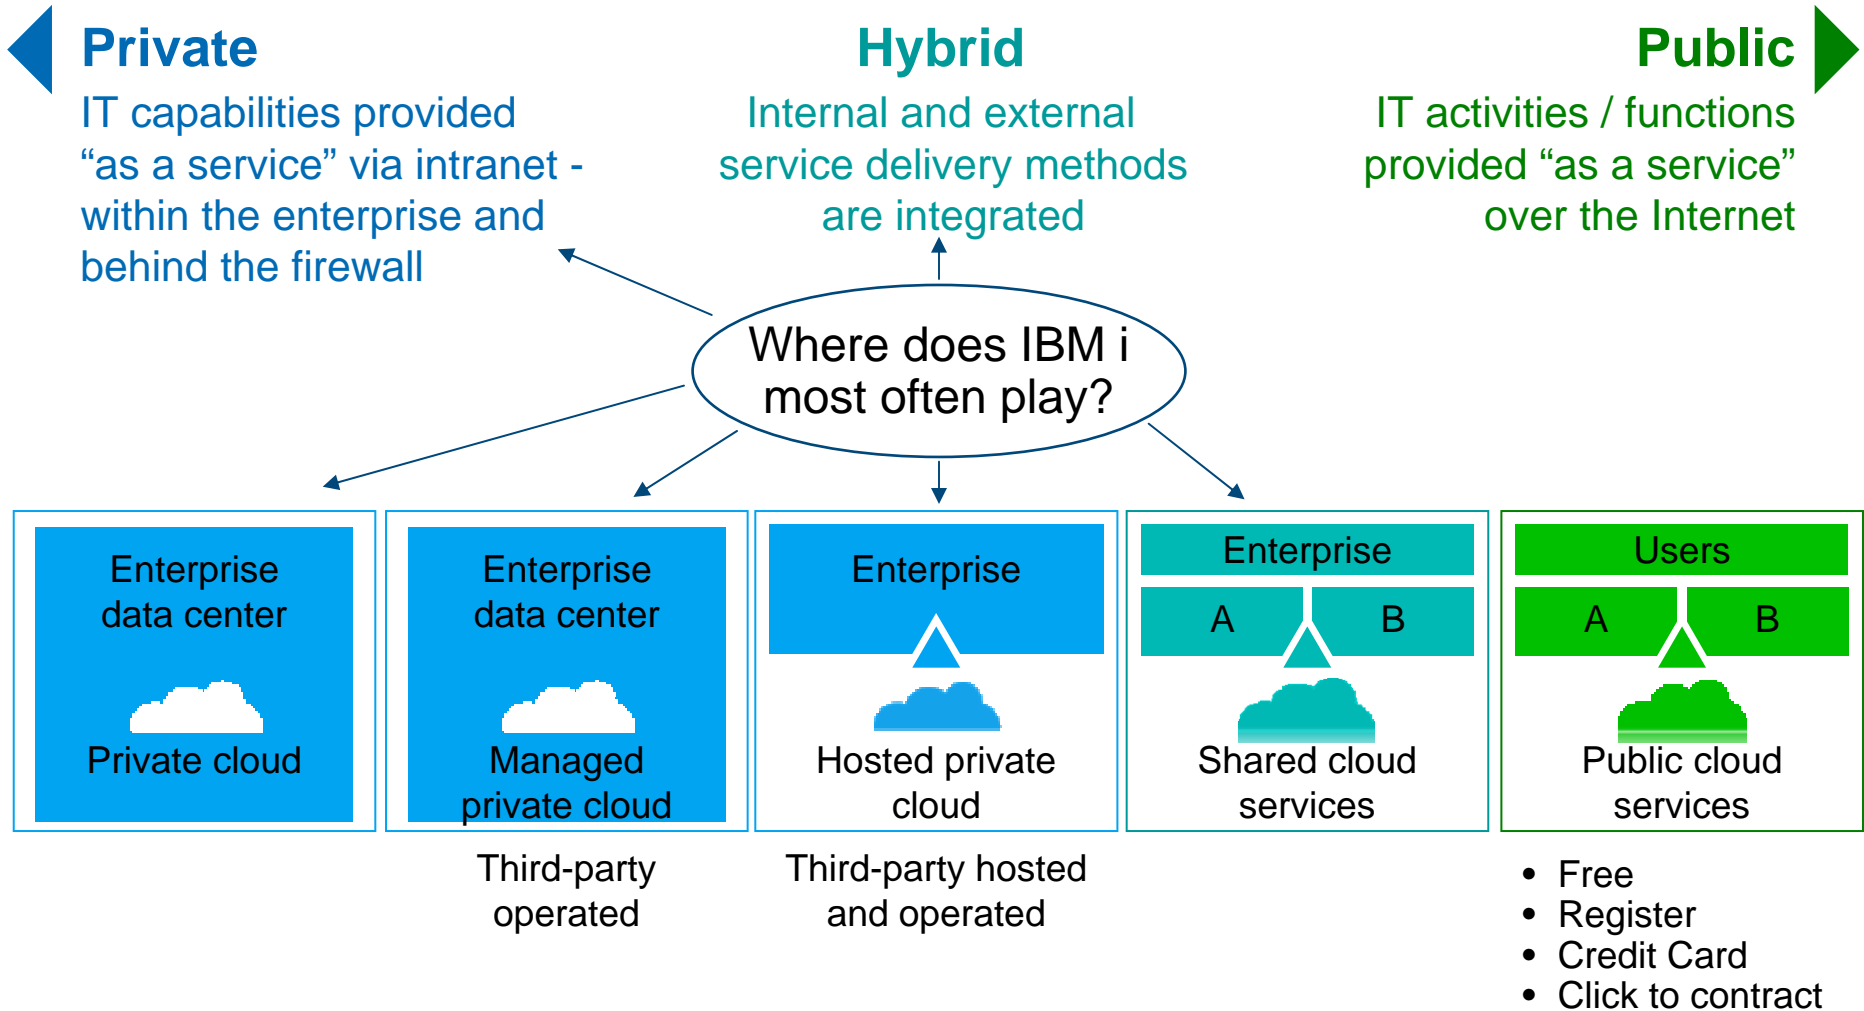 Private
IT capabilities provided
“as a service” via intranet -
within the enterprise and
behind the firewall
Hybrid
Internal and external
service delivery methods
are integrated
Public
IT activities / functions
provided “as a service”
over the Internet
Where does IBM i
most often play?
Enterprise
data center
Private cloud
Enterprise
data center
Managed
private cloud
Third-party
operated
Enterprise
Hosted private
cloud
Third-party hosted
and operated
Enterprise
A B
Shared cloud
services
Users
A B
Public cloud
services
• Free
• Register
• Credit Card
• Click to contract